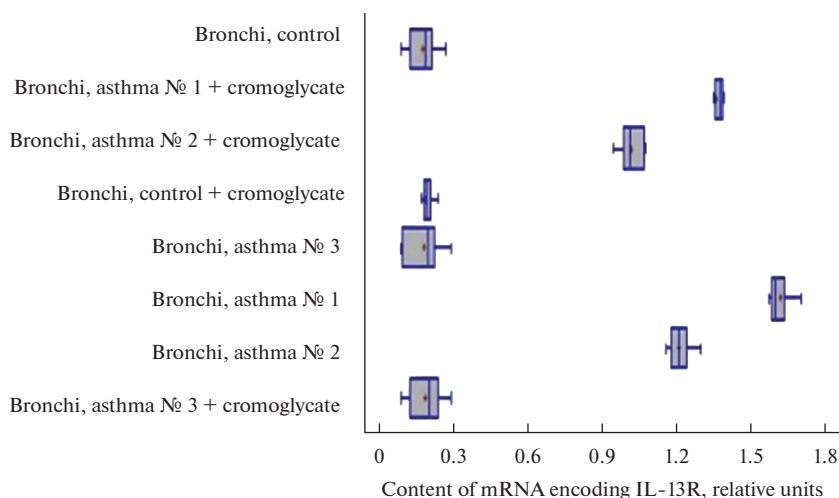 Bronchi, control
Bronchi, asthma № 1 + cromoglycate
Bronchi, asthma № 2 + cromoglycate
Bronchi, control + cromoglycate
Bronchi, asthma № 3
Bronchi, asthma № 1
Bronchi, asthma № 2
Bronchi, asthma № 3 + cromoglycate
0 0.3 0.6 0.9 1.2 1.5 1.8
Content of mRNA encoding IL-13R, relative units